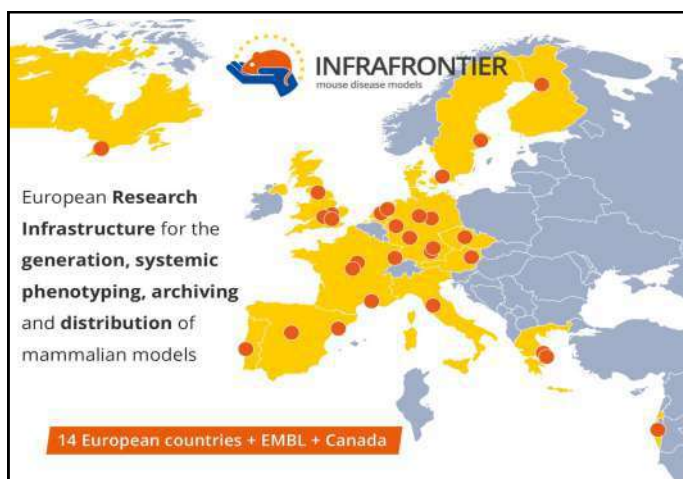 INFRAFRONTIER
mouse disease models
European Research
Infrastructure for the
generation, systemic
phenotyping, archiving
and distribution of
mammalian models
14 European countries + EMBL + Canada